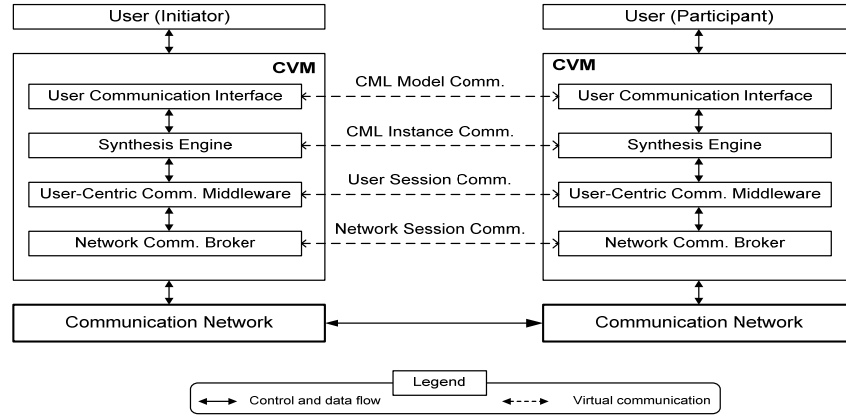 User (Initiator)
User (Participant)
CVM
CVM
User Communication Interface
CML Model Comm.
User Communication Interface
Synthesis Engine
CML Instance Comm.
Synthesis Engine
User-Centric Comm. Middleware
User Session Comm.
User-Centric Comm. Middleware
Network Comm. Broker
Network Session Comm.
Network Comm. Broker
Communication Network
Communication Network
Legend
Control and data flow
Virtual communication